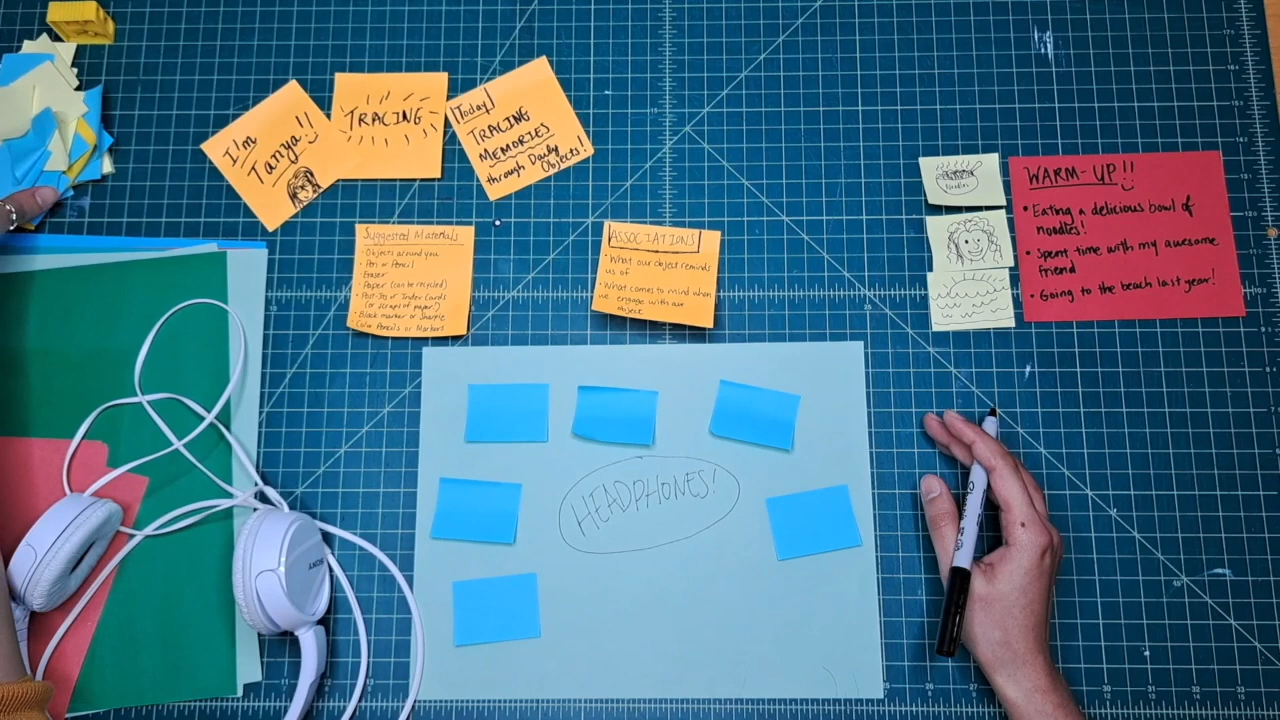 I'm
Tanya!!
TRACING
[Today]
TRACING
MEMORIES
through Daily
Objects!
Noodles
WARM-UP!!
• Eating a delicious bowl of
noodles!
• Spent time with my awesome
friend
• Going to the beach last year!
Suggested Materials
• Objects around you
• Pen or Pencil
• Eraser
• Paper (can be recycled)
• Post-Its or Index Cards
(or scraps of paper!)
• Black marker or Sharpie
• Color Pencils or Markers
ASSOCIATIONS
• What our object reminds
us of
• What comes to mind when
we engage with our
object
HEADPHONES!
SONY